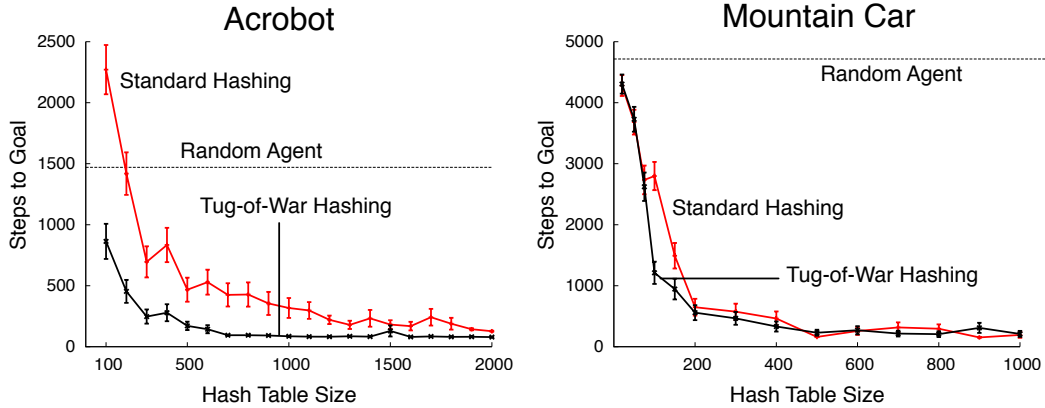 Acrobot
Steps to Goal
2500
2000
1500
1000
500
0
Standard Hashing
Random Agent
Tug-of-War Hashing
100
500
1000
1500
2000
Hash Table Size
Mountain Car
Steps to Goal
5000
4000
3000
2000
1000
0
Random Agent
Standard Hashing
Tug-of-War Hashing
200
400
600
800
1000
Hash Table Size